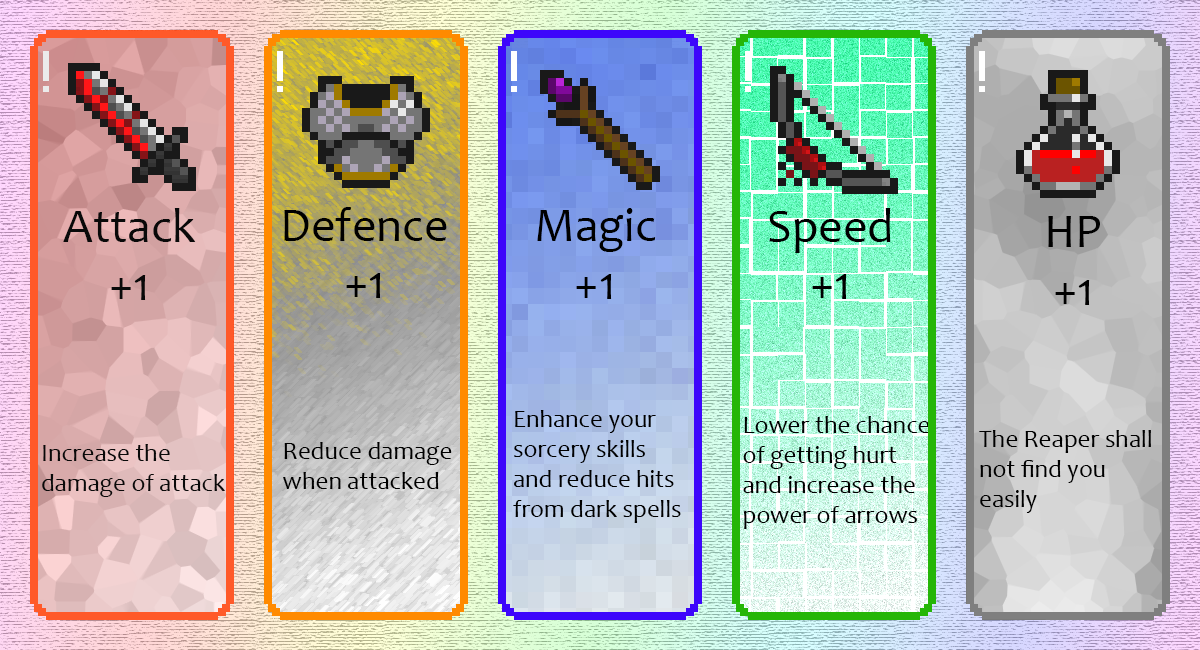 !
Attack
+1
Increase the
damage of attack
!
Defence
+1
Reduce damage
when attacked
!
Magic
+1
Enhance your
sorcery skills
and reduce hits
from dark spells
!
Speed
+1
Lower the chance
of getting hurt
and increase the
power of arrows
!
HP
+1
The Reaper shall
not find you
easily